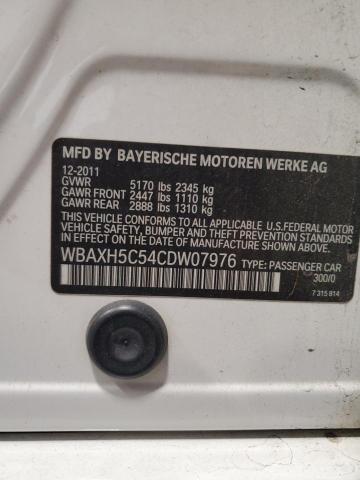 MFD BY BAYERISCHE MOTOREN WERKE AG
12-2011
GVWR 5170 lbs 2345 kg
GAWR FRONT 2447 lbs 1110 kg
GAWR REAR 2888 lbs 1310 kg
THIS VEHICLE CONFORMS TO ALL APPLICABLE U.S.FEDERAL MOTOR
VEHICLE SAFETY, BUMPER, AND THEFT PREVENTION
STANDARDS IN EFFECT ON THE DATE OF MANUFACTURE SHOWN ABOVE.
WBAXH5C54CDW07976 TYPE: PASSENGER CAR
300/0
7 315 814